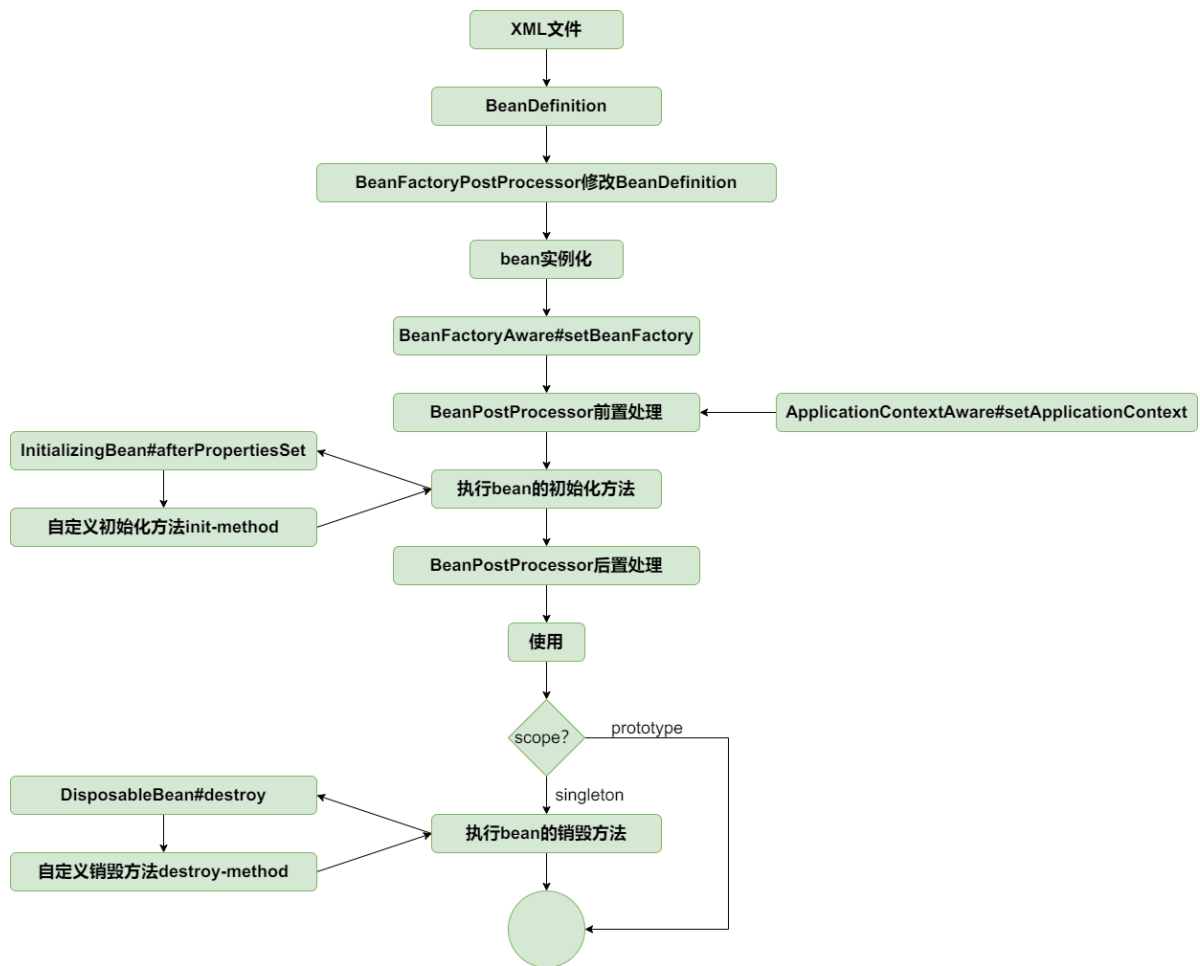 XML文件
BeanDefinition
BeanFactoryPostProcessor修改BeanDefinition
bean实例化
BeanFactoryAware#setBeanFactory
BeanPostProcessor前置处理
ApplicationContextAware#setApplicationContext
InitializingBean#afterPropertiesSet
执行bean的初始化方法
自定义初始化方法init-method
BeanPostProcessor后置处理
使用
scope？
prototype
singleton
DisposableBean#destroy
执行bean的销毁方法
自定义销毁方法destroy-method